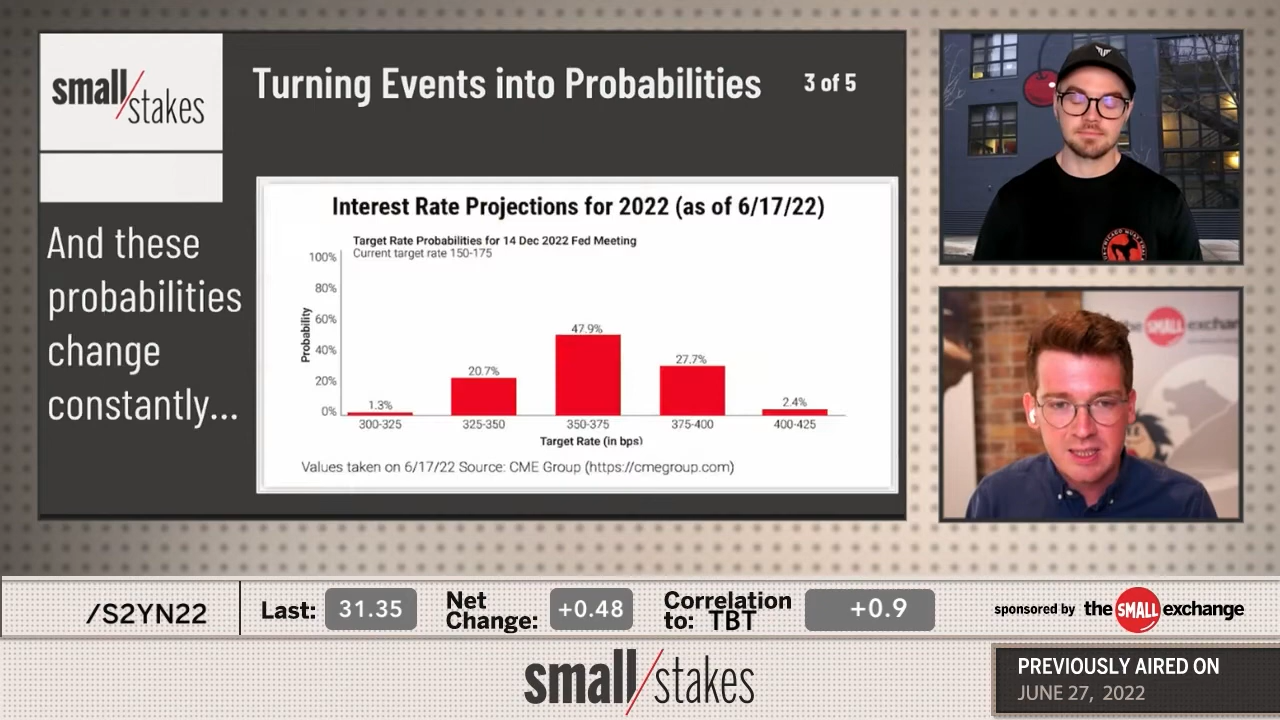 small/stakes
Turning Events into Probabilities
3 of 5
And these
probabilities
change
constantly...
Interest Rate Projections for 2022 (as of 6/17/22)
Target Rate Probabilities for 14 Dec 2022 Fed Meeting
Current target rate 150-175
100%
80%
60%
40%
20%
0%
Probability
1.3%
20.7%
47.9%
27.7%
2.4%
300-325
325-350
350-375
375-400
400-425
Target Rate (in bps)
Values taken on 6/17/22 Source: CME Group (https://cmegroup.com)
the SMALL exchan
/S2YN22
Last:
31.35
Net
Change:
+0.48
Correlation
to: TBT
+0.9
sponsored by the SMALL exchange
small/stakes
PREVIOUSLY AIRED ON
JUNE 27, 2022